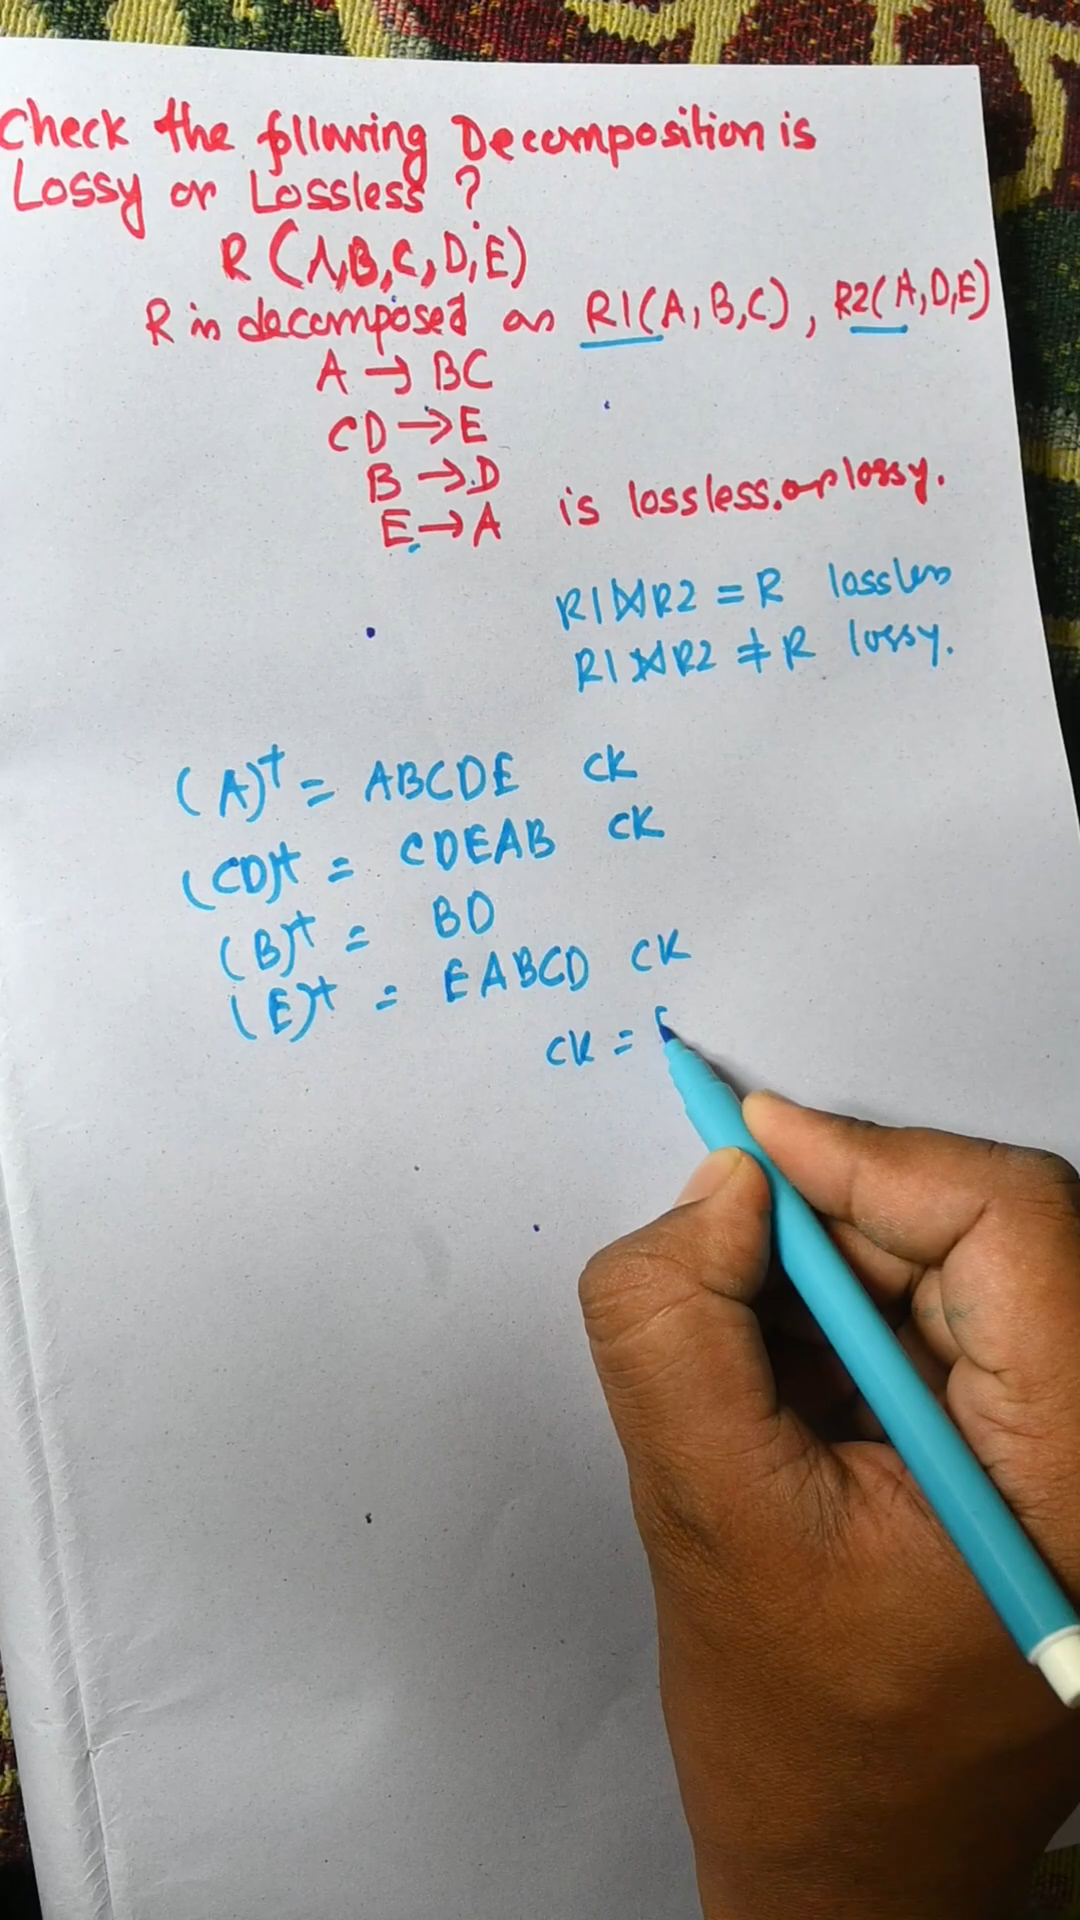 Check the following Decomposition is
Lossy or Lossless ?
R (A,B,C,D,E)
R is decomposed as R1(A,B,C), R2(A,D,E)
A → BC
CD → E
B → D
E → A is lossless or lossy.
R1⋈R2 = R lossless
R1⋈R2 ≠ R lossy.
(A)⁺ = ABCDE CK
(CD)⁺ = CDEAB CK
(B)⁺ = BD
(E)⁺ = EABCD CK
CK =